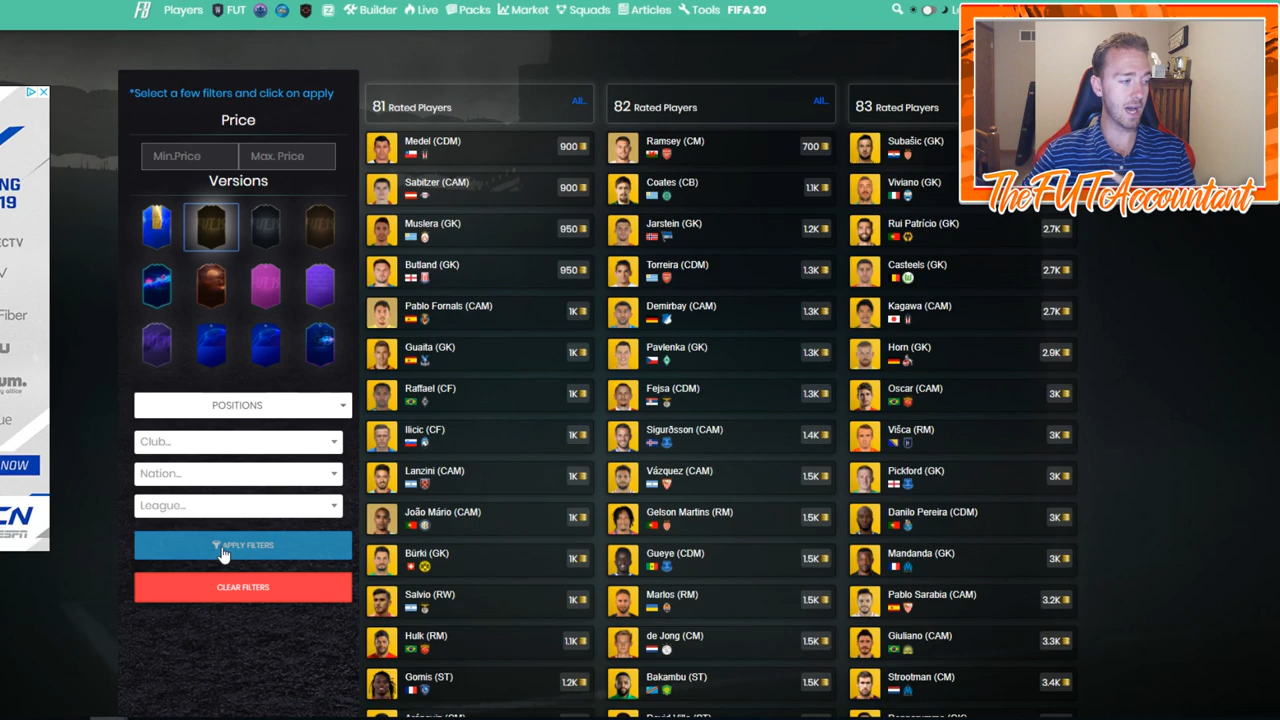 Players FUT Builder Live Packs Market Squads Articles Tools FIFA 20
*Select a few filters and click on apply
Price
Min.Price Max. Price
Versions
POSITIONS
Club...
Nation...
League...
APPLY FILTERS
CLEAR FILTERS
81 Rated Players All..
Medel (CDM) 900
Sabitzer (CAM) 900
Muslera (GK) 950
Butland (GK) 950
Pablo Fornals (CAM) 1K
Guaita (GK) 1K
Raffael (CF) 1K
Ilicic (CF) 1K
Lanzini (CAM) 1K
João Mário (CAM) 1K
Bürki (GK) 1K
Salvio (RW) 1K
Hulk (RM) 1.1K
Gomis (ST) 1.2K
82 Rated Players All..
Ramsey (CM) 700
Coates (CB) 1.1K
Jarstein (GK) 1.2K
Torreira (CDM) 1.3K
Demirbay (CAM) 1.3K
Pavlenka (GK) 1.3K
Fejsa (CDM) 1.3K
Sigurðsson (CAM) 1.4K
Vázquez (CAM) 1.5K
Gelson Martins (RM) 1.5K
Gueye (CDM) 1.5K
Marlos (RM) 1.5K
de Jong (CM) 1.5K
Bakambu (ST) 1.5K
83 Rated Players
Subašic (GK)
Viviano (GK)
Rui Patrício (GK) 2.7K
Casteels (GK) 2.7K
Kagawa (CAM) 2.7K
Horn (GK) 2.9K
Oscar (CAM) 3K
Višca (RM) 3K
Pickford (GK) 3K
Danilo Pereira (CDM) 3K
Mandanda (GK) 3K
Pablo Sarabia (CAM) 3.2K
Giuliano (CAM) 3.3K
Strootman (CM) 3.4K
TheFUTAccountant
NG
19
CTV
Fiber
um.
by altice
NOW
CN
ESPN